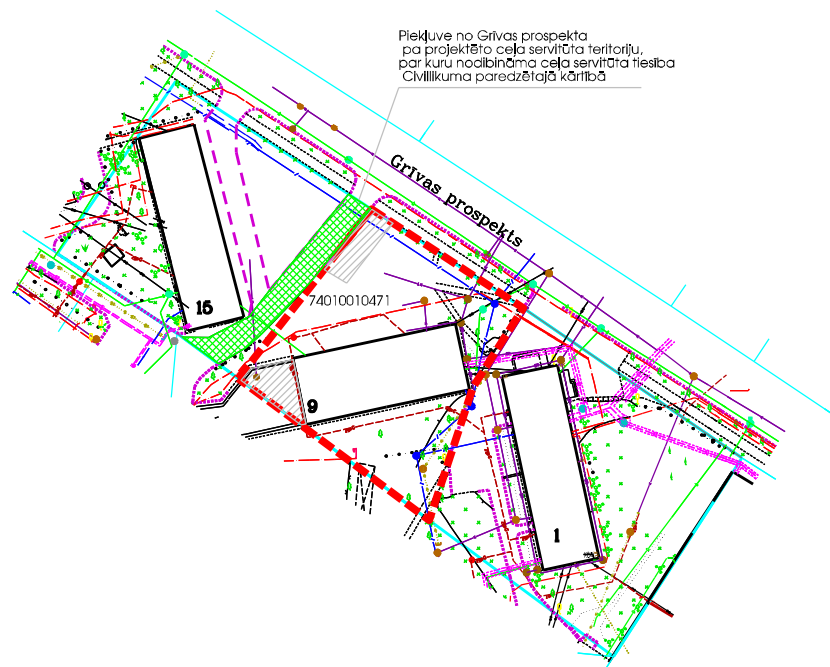 Piekļuve no Grīvas prospekta
pa projektēto ceļa servitūta teritoriju,
par kuru nodibināma ceļa servitūta tiesība
Civillikuma paredzētajā kārtībā
Grīvas prospekts
74010010471
15
9
1